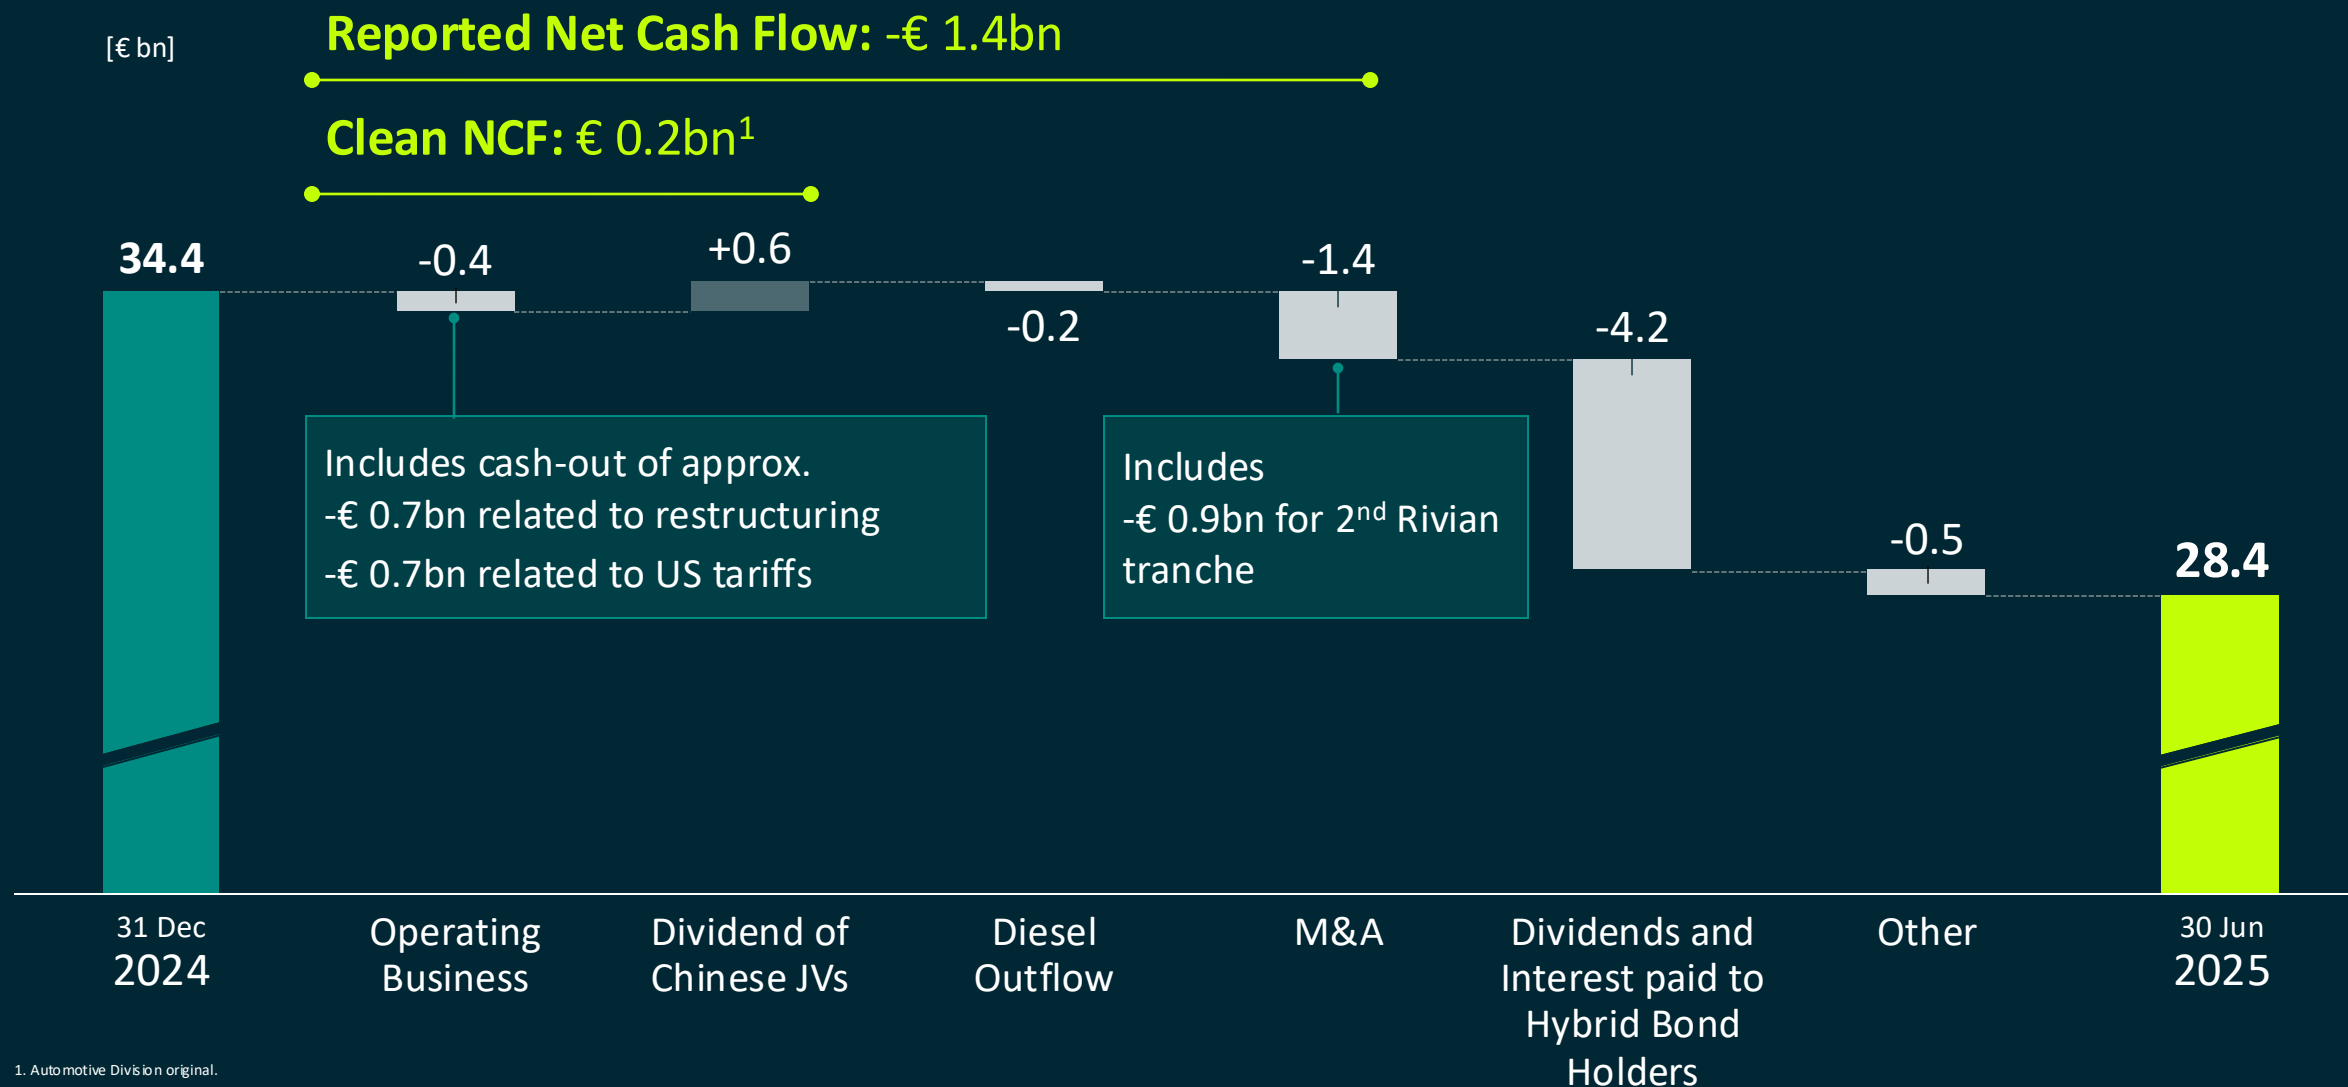 [€ bn]
Reported Net Cash Flow: -€ 1.4bn
Clean NCF: € 0.2bn¹
34.4
-0.4
+0.6
-0.2
-1.4
-4.2
-0.5
28.4
Includes cash-out of approx.
-€ 0.7bn related to restructuring
-€ 0.7bn related to US tariffs
Includes
-€ 0.9bn for 2nd Rivian
tranche
31 Dec
2024
Operating
Business
Dividend of
Chinese JVs
Diesel
Outflow
M&A
Dividends and
Interest paid to
Hybrid Bond
Holders
Other
30 Jun
2025
1. Automotive Division original.